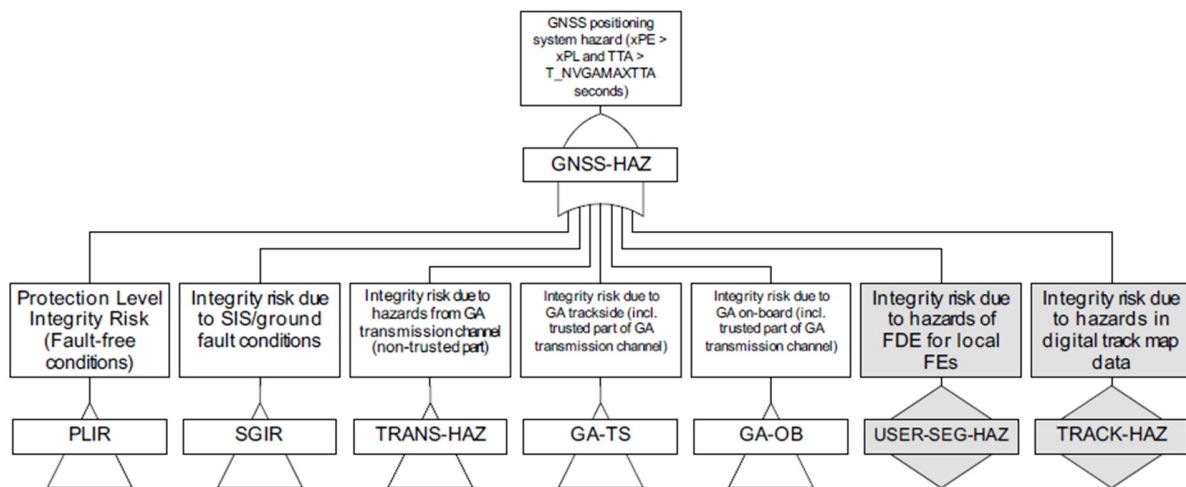 GNSS positioning
system hazard (xPE >
xPL and TTA >
T_NVGAMAXTTA
seconds)
GNSS-HAZ
Protection Level
Integrity Risk
(Fault-free
conditions)
Integrity risk due
to SIS/ground
fault conditions
Integrity risk due to
hazards from GA
transmission channel
(non-trusted part)
Integrity risk due to
GA trackside (incl.
trusted part of GA
transmission channel)
Integrity risk due to
GA on-board (incl.
trusted part of GA
transmission channel)
Integrity risk due
to hazards of
FDE for local
FEs
Integrity risk due
to hazards in
digital track map
data
PLIR
SGIR
TRANS-HAZ
GA-TS
GA-OB
USER-SEG-HAZ
TRACK-HAZ